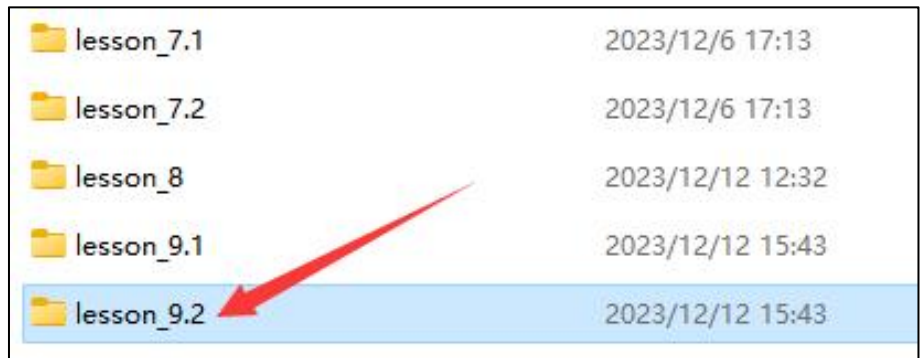 lesson_7.1 2023/12/6 17:13
lesson_7.2 2023/12/6 17:13
lesson_8 2023/12/12 12:32
lesson_9.1 2023/12/12 15:43
lesson_9.2 2023/12/12 15:43